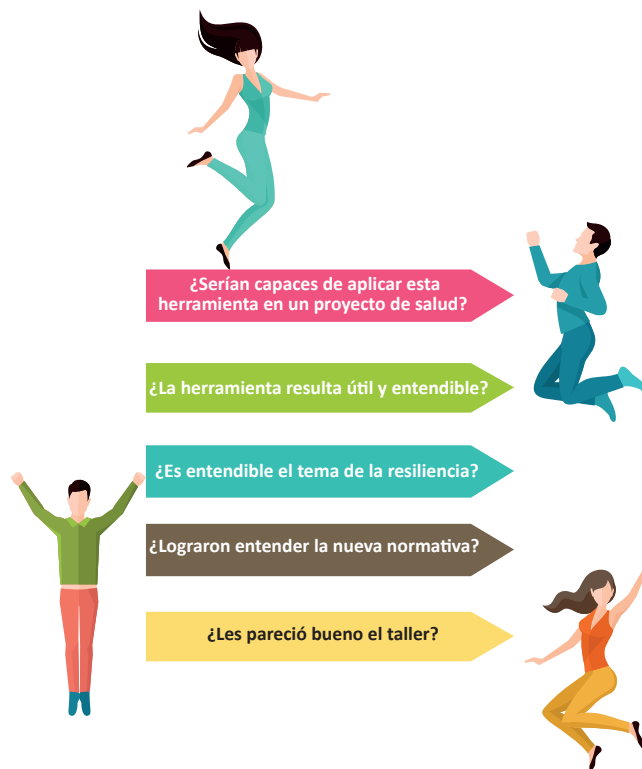 ¿Serían capaces de aplicar esta
herramienta en un proyecto de salud?
¿La herramienta resulta útil y entendible?
¿Es entendible el tema de la resiliencia?
¿Lograron entender la nueva normativa?
¿Les pareció bueno el taller?